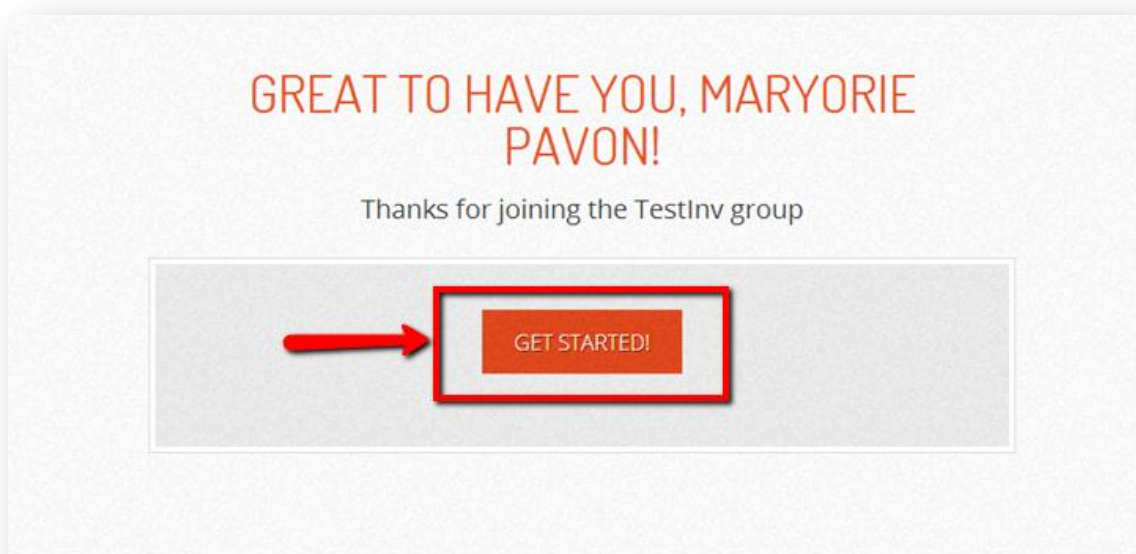 GREAT TO HAVE YOU, MARYORIE
PAVON!
Thanks for joining the TestInv group
GET STARTED!